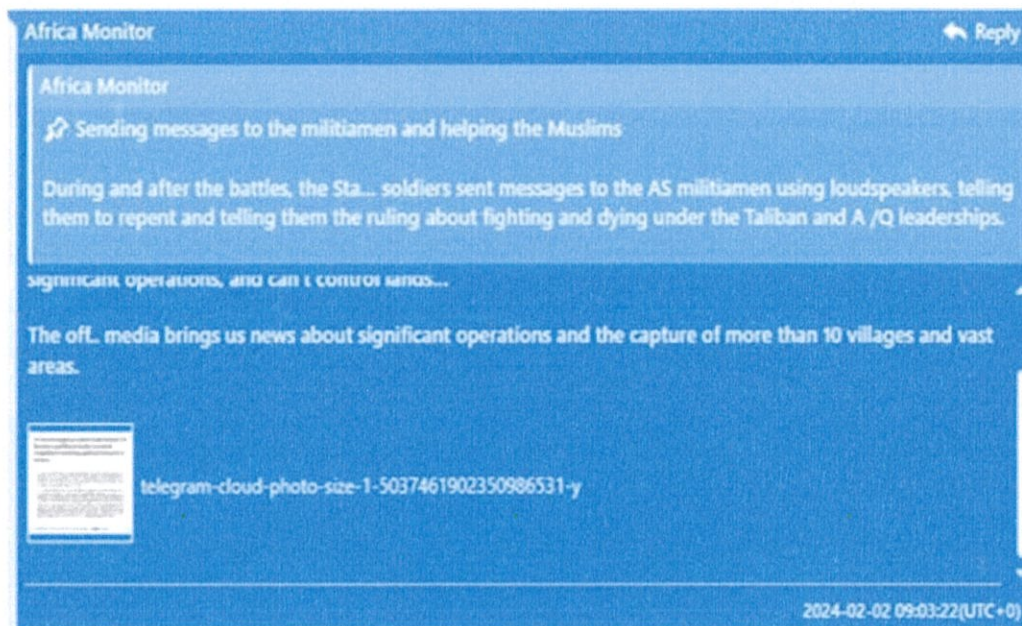 Africa Monitor
Reply
Africa Monitor
Sending messages to the militiamen and helping the Muslims
During and after the battles, the Sta... soldiers sent messages to the AS militiamen using loudspeakers, telling
them to repent and telling them the ruling about fighting and dying under the Taliban and A /Q leaderships.
significant operations, and can t control lands...
The off.. media brings us news about significant operations and the capture of more than 10 villages and vast
areas.
telegram-cloud-photo-size-1-5037461902350986531-y
2024-02-02 09:03:22(UTC+0)